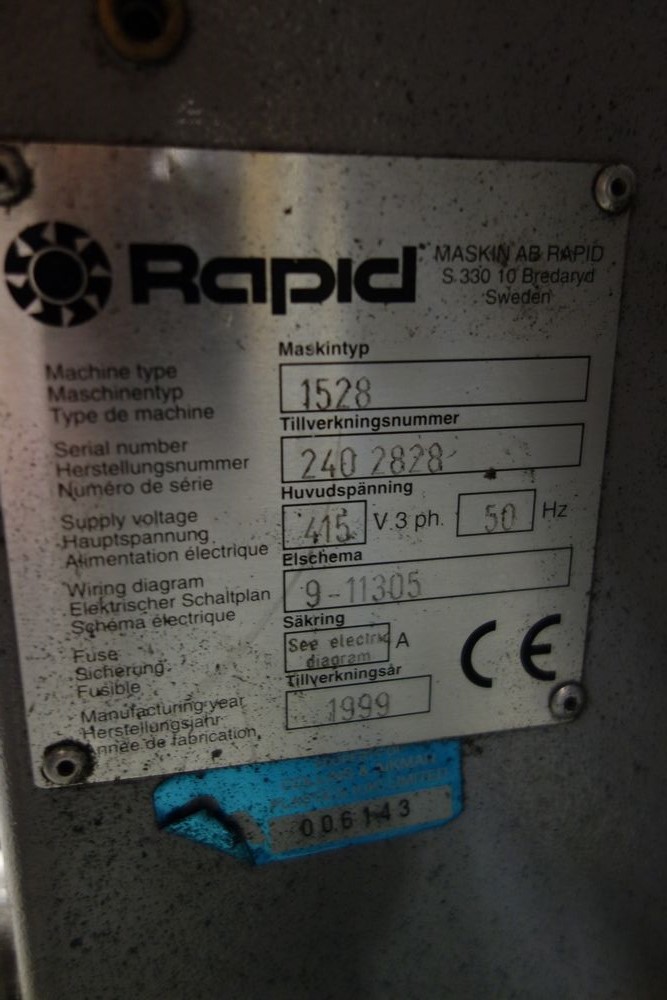 Rapid
MASKIN AB RAPID
S 330 10 Bredaryd
Sweden
Maskintyp
Machine type
Maschinentyp
Type de machine
1528
Tillverkningsnummer
Serial number
Herstellungsnummer
Numéro de série
240 2828
Huvudspänning
Supply voltage
Hauptspannung
Alimentation électrique
415 V 3 ph. 50 Hz
Elschema
Wiring diagram
Elektrischer Schaltplan
Schéma électrique
9-11305
Säkring
Fuse
Sicherung
Fusible
See electric A
diagram
Tillverkningsår
Manufacturing year
Herstellungsjahr
Année de fabrication
1999
CE
LIMITED
006143